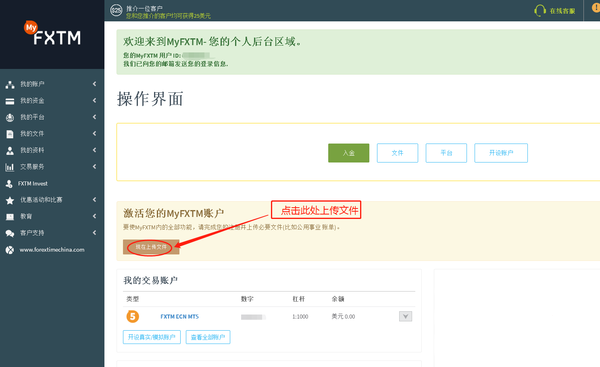 My
FXTM
我的账户
我的资金
我的平台
我的文件
我的资料
交易服务
FXTM Invest
优惠活动和比赛
教育
客户支持
www.forextimechina.com
$25
推介一位客户
您和您推介的客户均可获得25美元
在线客服
欢迎来到MyFXTM- 您的个人后台区域。
您的MyFXTM 用户 ID:
我们已向您的邮箱发送您的登录信息.
操作界面
入金
文件
平台
开设账户
激活您的MyFXTM账户
点击此处上传文件
要使MyFXTM内的全部功能，请完成您的注册并上传必要文件(比如公用事业账单)。
现在上传文件
我的交易账户
类型 数字 杠杆 余额
5 FXTM ECN MT5 1:1000 美元 0.00
开设真实/模拟账户 查看全部账户